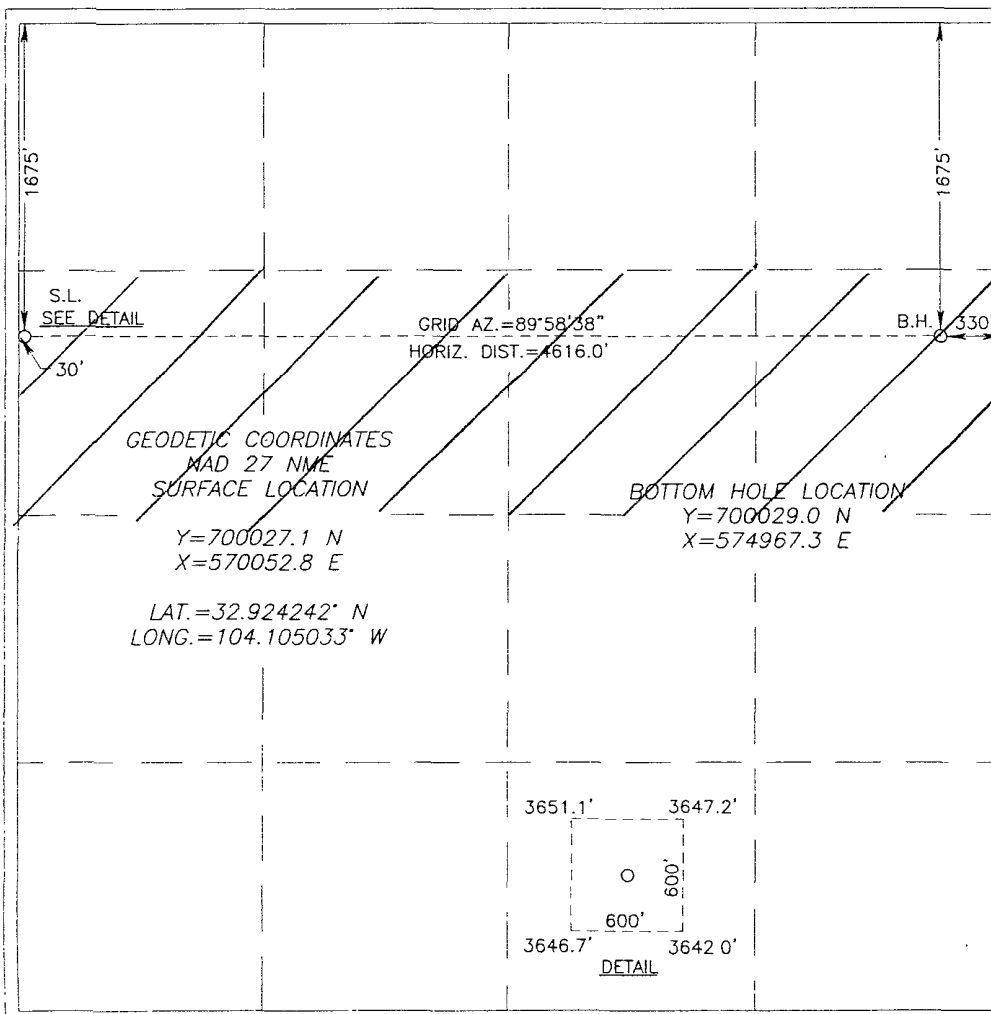 1675'
1675'
S.L.
SEE DETAIL
30'
GRID AZ.=89°58'38"
HORIZ. DIST.=4616.0'
B.H.
330'
GEODETIC COORDINATES
NAD 27 NME
SURFACE LOCATION
Y=700027.1 N
X=570052.8 E
LAT.=32.924242° N
LONG.=104.105033° W
BOTTOM HOLE LOCATION
Y=700029.0 N
X=574967.3 E
3651.1'
3647.2'
600'
600'
3646.7'
3642.0'
DETAIL